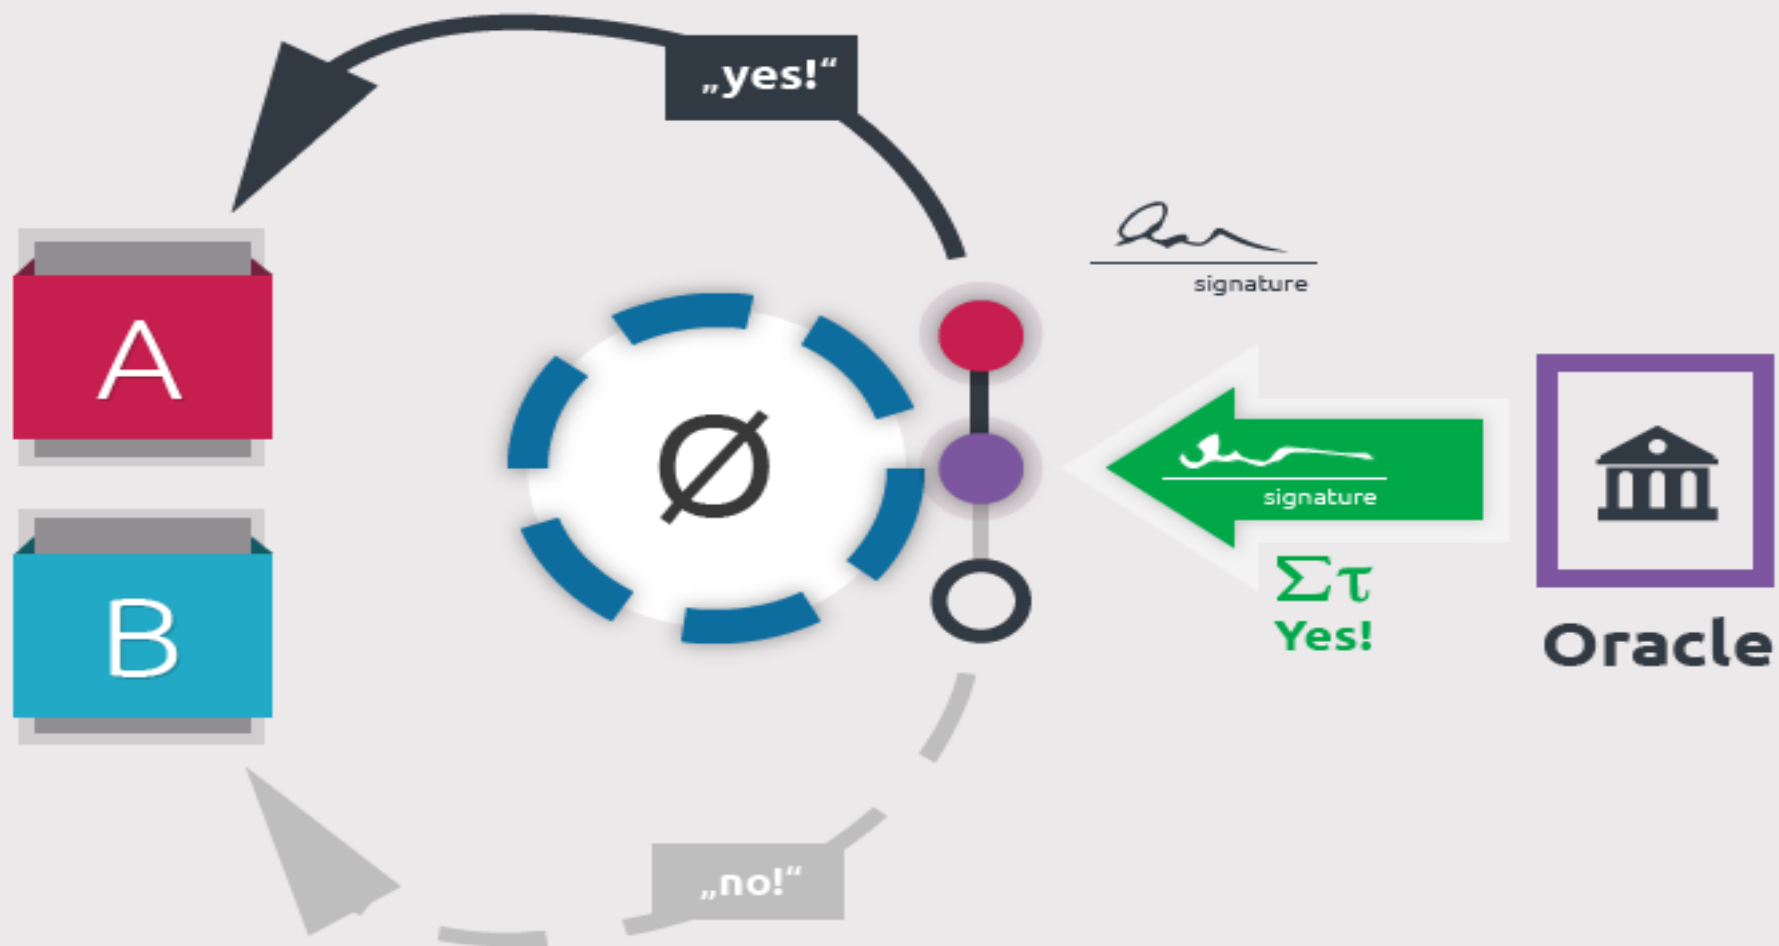 „yes!“
signature
A
Ø
signature
Στ
Yes!
Oracle
B
„no!“